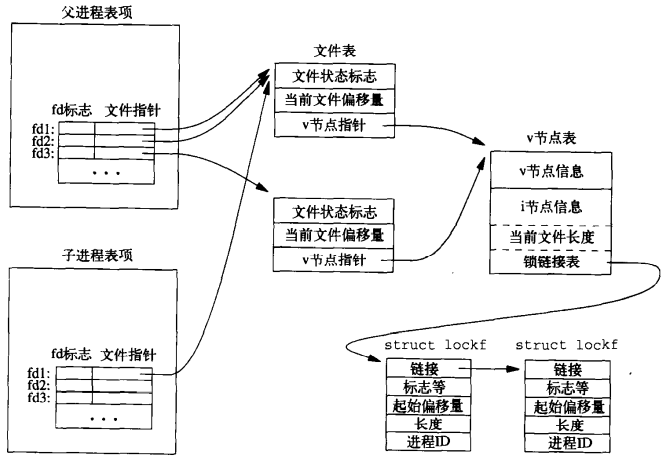 父进程表项
fd标志 文件指针
fd1:
fd2:
fd3:
...
子进程表项
fd标志 文件指针
fd1:
fd2:
fd3:
...
文件表
文件状态标志
当前文件偏移量
v节点指针
文件状态标志
当前文件偏移量
v节点指针
v节点表
v节点信息
i节点信息
当前文件长度
锁链接表
struct lockf
链接
标志等
起始偏移量
长度
进程ID
struct lockf
链接
标志等
起始偏移量
长度
进程ID